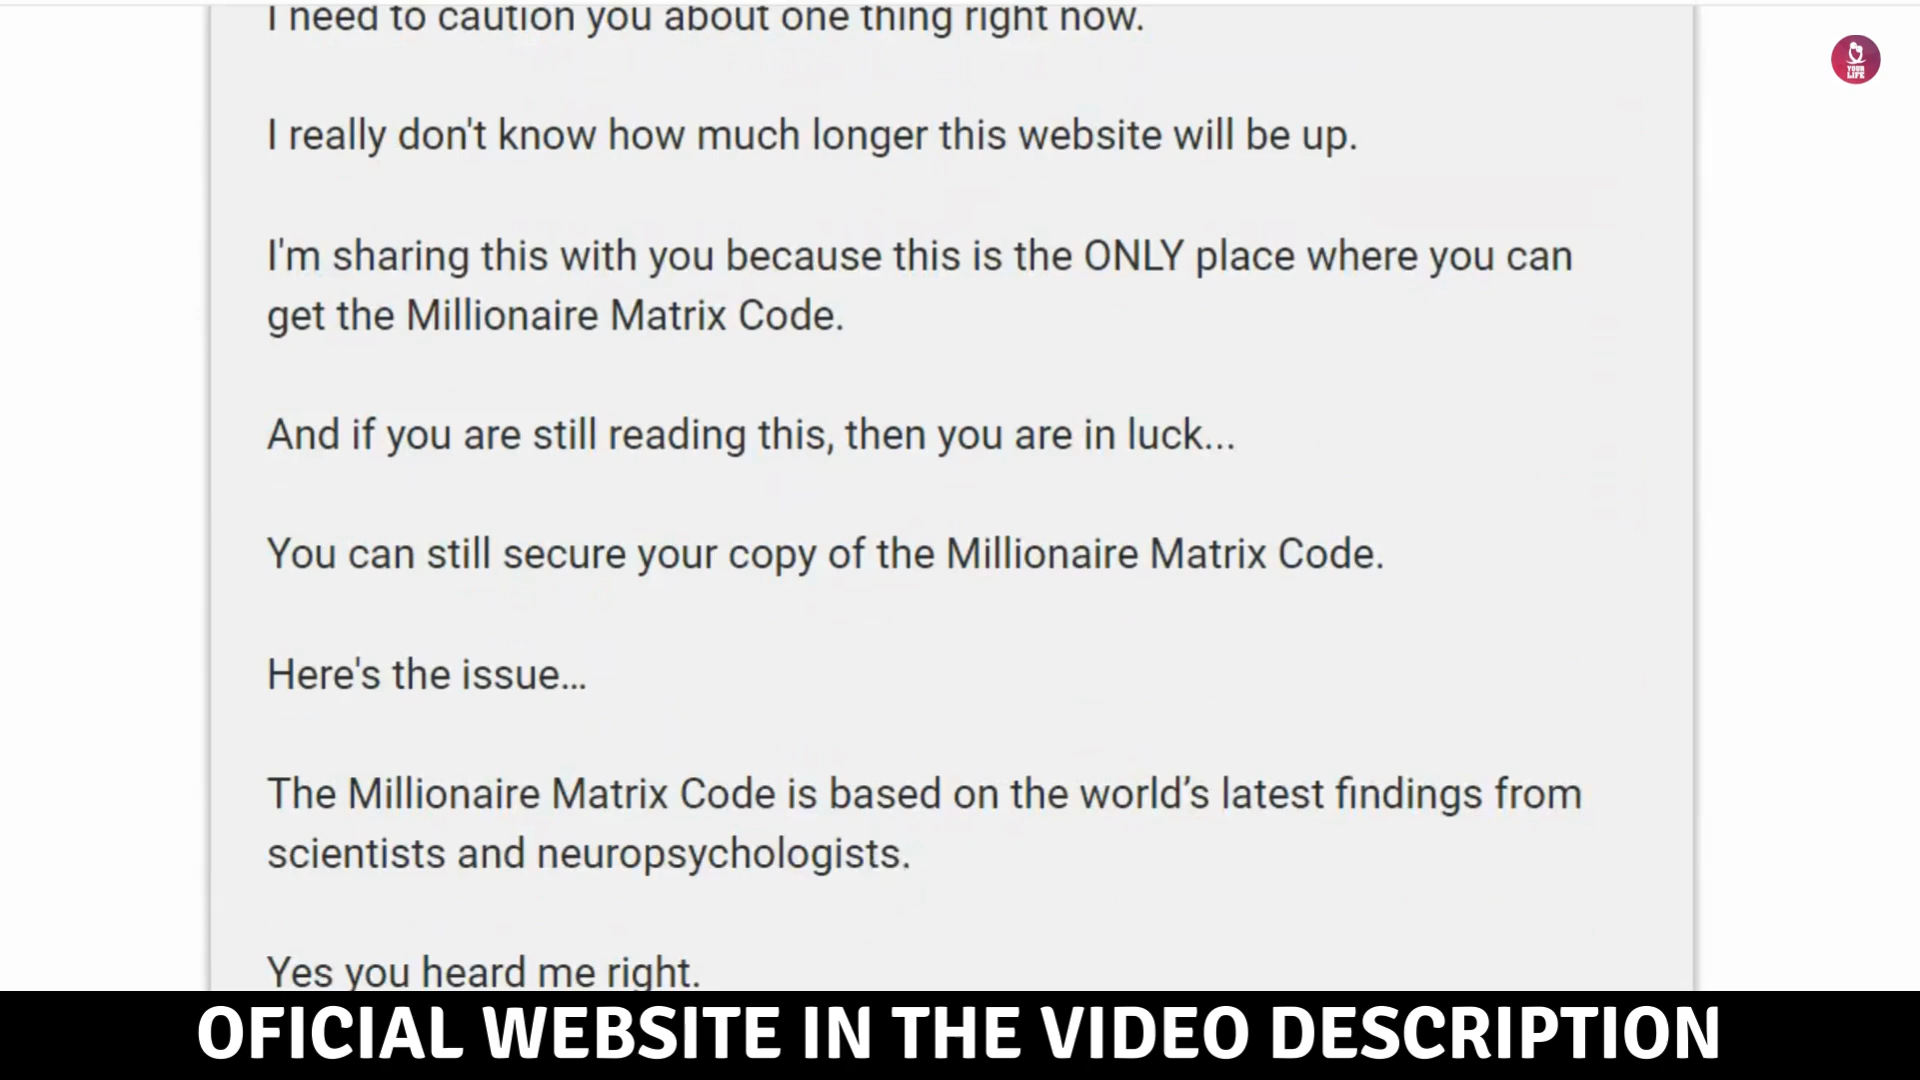 I need to caution you about one thing right now.
YOUR
LIFE
I really don't know how much longer this website will be up.
I'm sharing this with you because this is the ONLY place where you can
get the Millionaire Matrix Code.
And if you are still reading this, then you are in luck...
You can still secure your copy of the Millionaire Matrix Code.
Here's the issue…
The Millionaire Matrix Code is based on the world’s latest findings from
scientists and neuropsychologists.
Yes you heard me right.
OFICIAL WEBSITE IN THE VIDEO DESCRIPTION